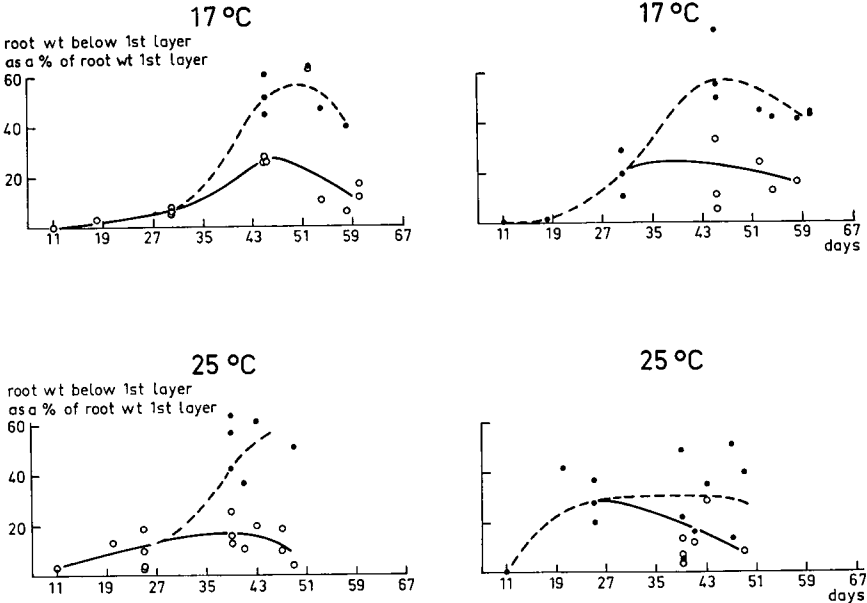 17 °C
17 °C
root wt below 1st layer
as a % of root wt 1st layer
60
40
20
11 19 27 35 43 51 59 67
11 19 27 35 43 51 59 67
days
25 °C
25 °C
root wt below 1st layer
as a % of root wt 1st layer
60
40
20
11 19 27 35 43 51 59 67
11 19 27 35 43 51 59 67
days